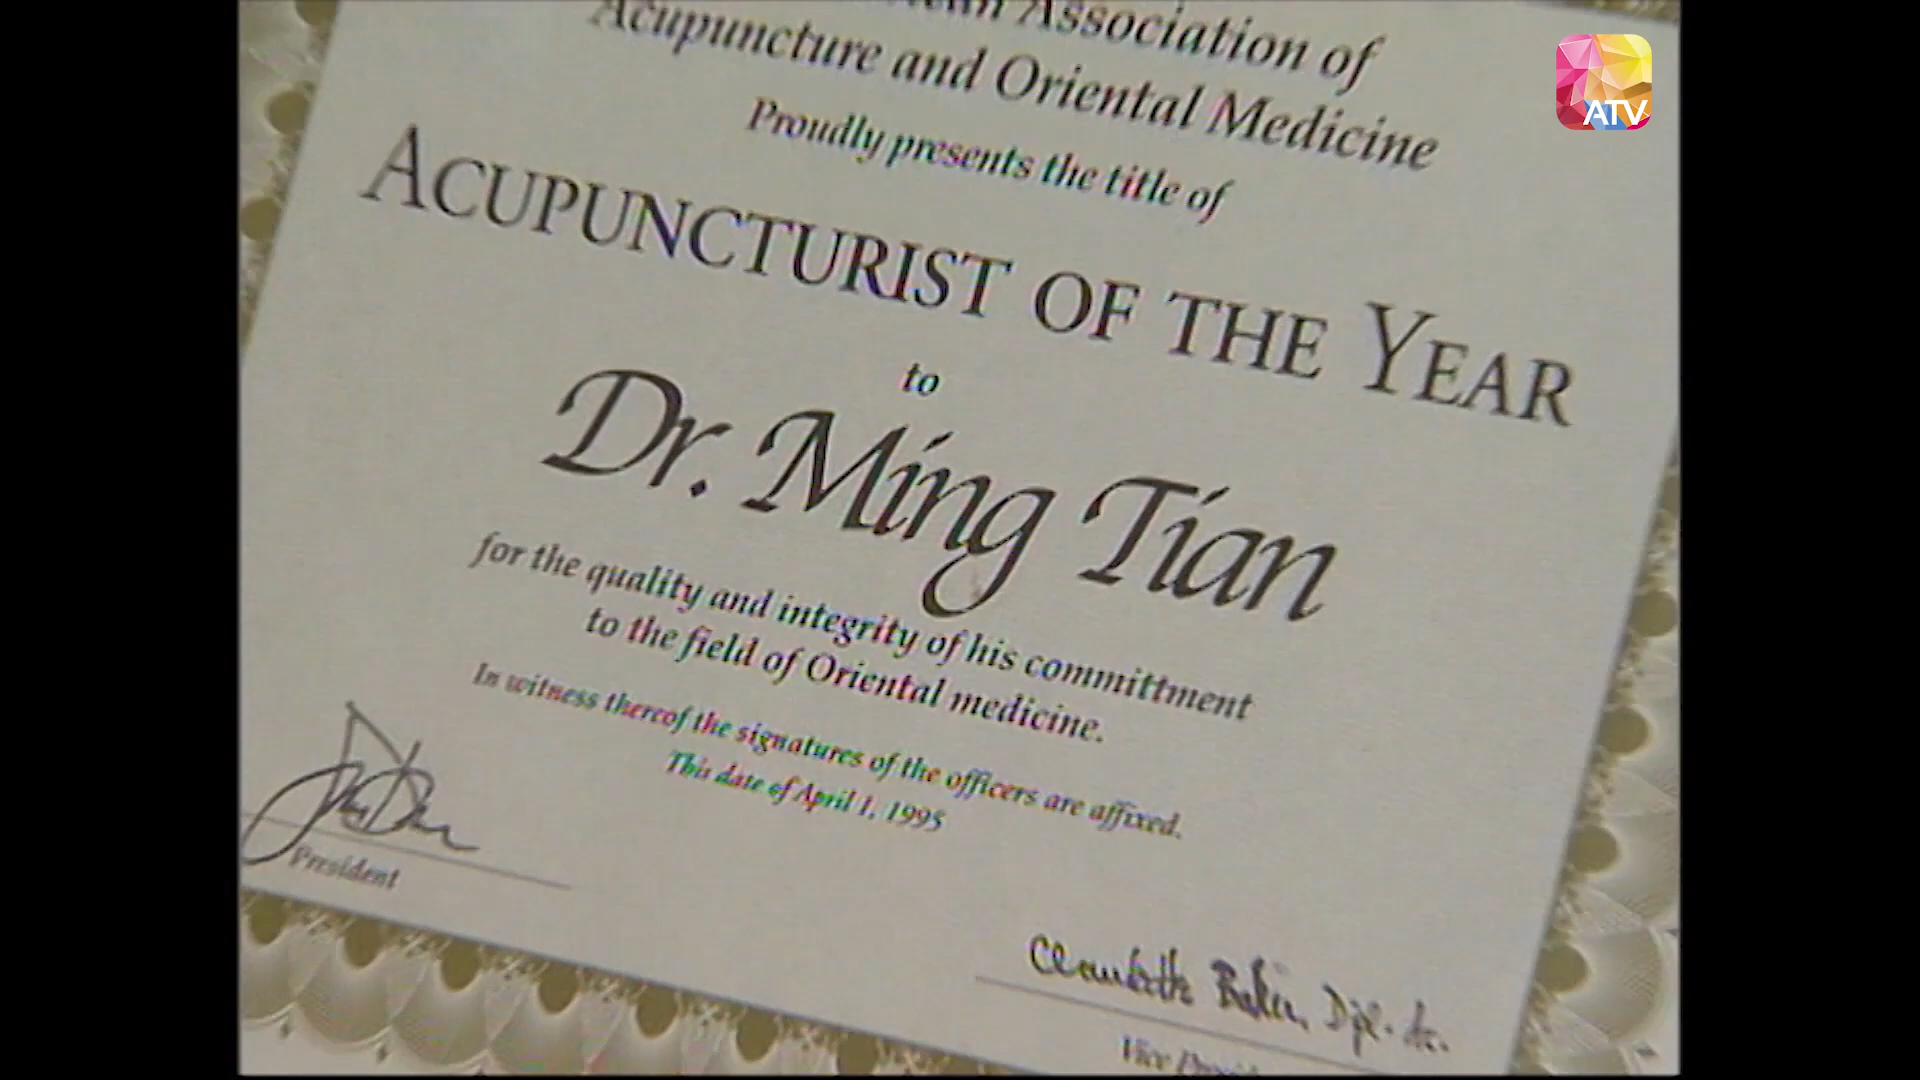 Association of
Acupuncture and Oriental Medicine
ATV
Proudly presents the title of
ACUPUNCTURIST OF THE YEAR
to
Dr. Ming Tian
for the quality and integrity of his committment
to the field of Oriental medicine.
In witness thereof the signatures of the officers are affixed.
This date of April 1, 1995
President
Vice